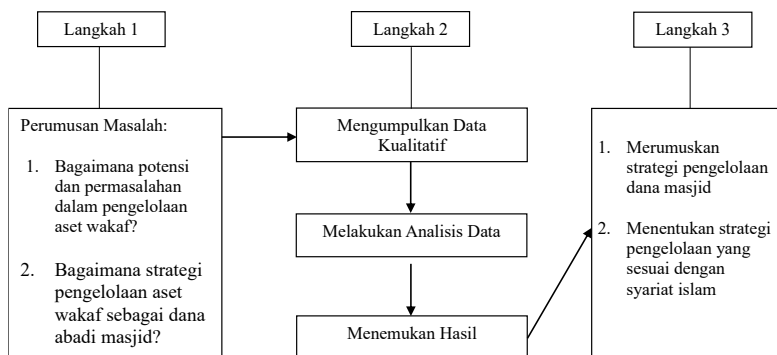 Langkah 1
Langkah 2
Langkah 3
Perumusan Masalah:
1. Bagaimana potensi
dan permasalahan
dalam pengelolaan
aset wakaf?
2. Bagaimana strategi
pengelolaan aset
wakaf sebagai dana
abadi masjid?
Mengumpulkan Data
Kualitatif
Melakukan Analisis Data
Menemukan Hasil
1. Merumuskan
strategi pengelolaan
dana masjid
2. Menentukan strategi
pengelolaan yang
sesuai dengan
syariat islam